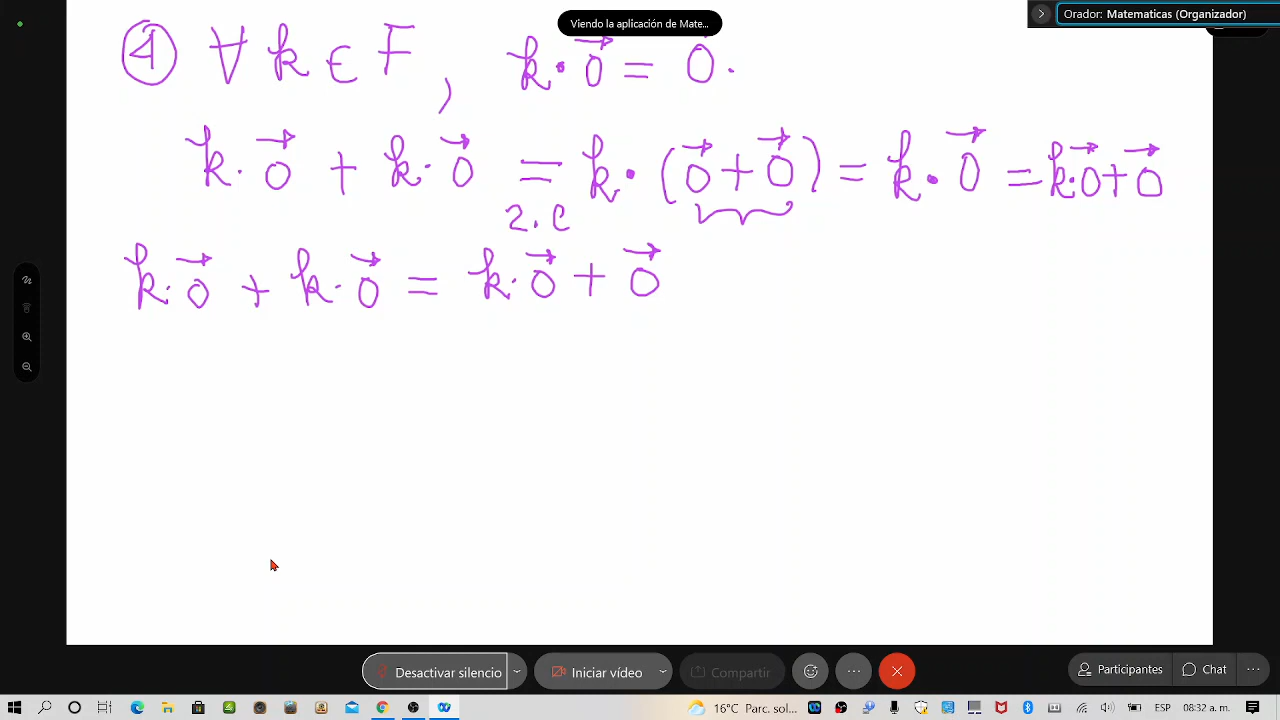 Viendo la aplicación de Mate...
Orador: Matematicas (Organizador)
④ ∀ k ∈ F, k·0⃗ = 0⃗.
k·0⃗ + k·0⃗ = k·(0⃗+0⃗) = k·0⃗ = k·0⃗+0⃗
2.c
k·0⃗ + k·0⃗ = k·0⃗ + 0⃗
Desactivar silencio Iniciar vídeo Compartir Participantes Chat
16°C Parc. sol... ESP 08:32 a. m.